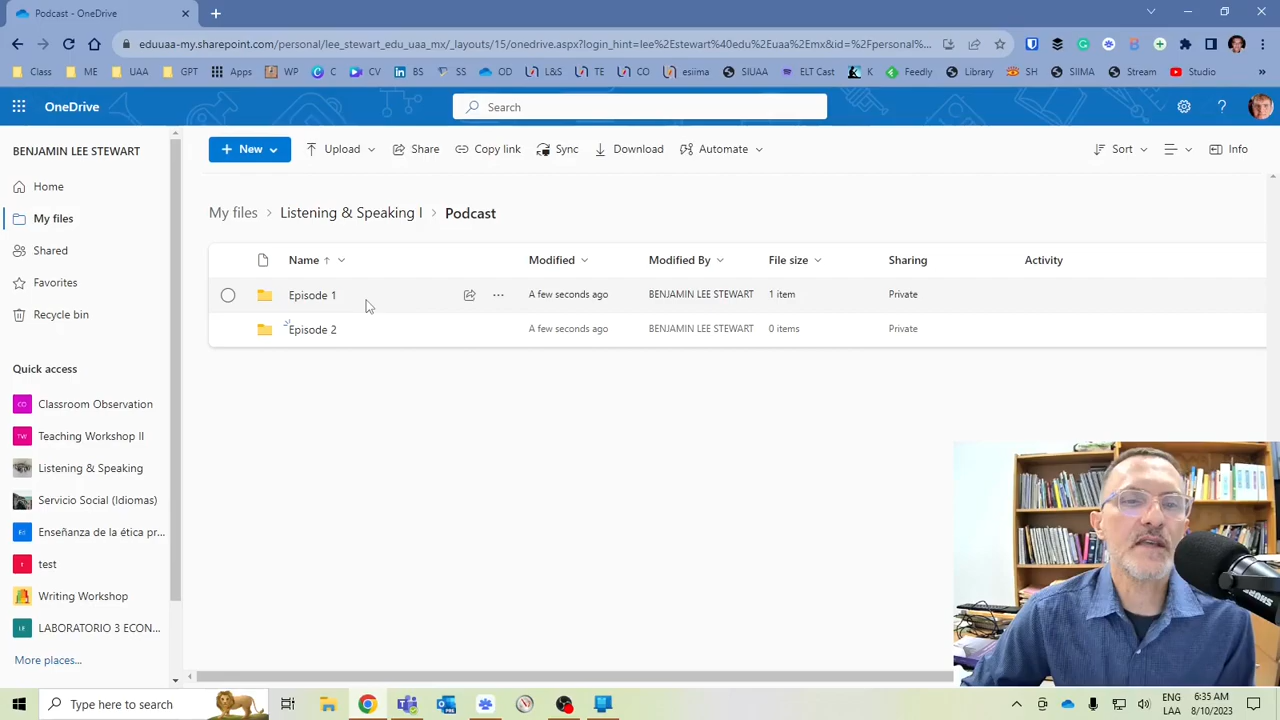 Podcast - OneDrive
eduuaa-my.sharepoint.com/personal/lee_stewart_edu_uaa_mx/_layouts/15/onedrive.aspx?login_hint=lee%2Estewart%40edu%2Euaa%2Emx&id=%2Fpersonal...
Class ME UAA GPT Apps WP C CV BS SS OD L&S TE CO esiima SIUAA ELT Cast K Feedly Library SH SIIMA Stream Studio »
OneDrive
Search
BENJAMIN LEE STEWART
Home
My files
Shared
Favorites
Recycle bin
Quick access
Classroom Observation
Teaching Workshop II
Listening & Speaking
Servicio Social (Idiomas)
Enseñanza de la ética pr...
test
Writing Workshop
LABORATORIO 3 ECON...
More places...
+ New Upload Share Copy link Sync Download Automate Sort Info
My files > Listening & Speaking I > Podcast
Name Modified Modified By File size Sharing Activity
Episode 1 A few seconds ago BENJAMIN LEE STEWART 1 item Private
Episode 2 A few seconds ago BENJAMIN LEE STEWART 0 items Private
Type here to search
ENG 6:35 AM
LAA 8/10/2023